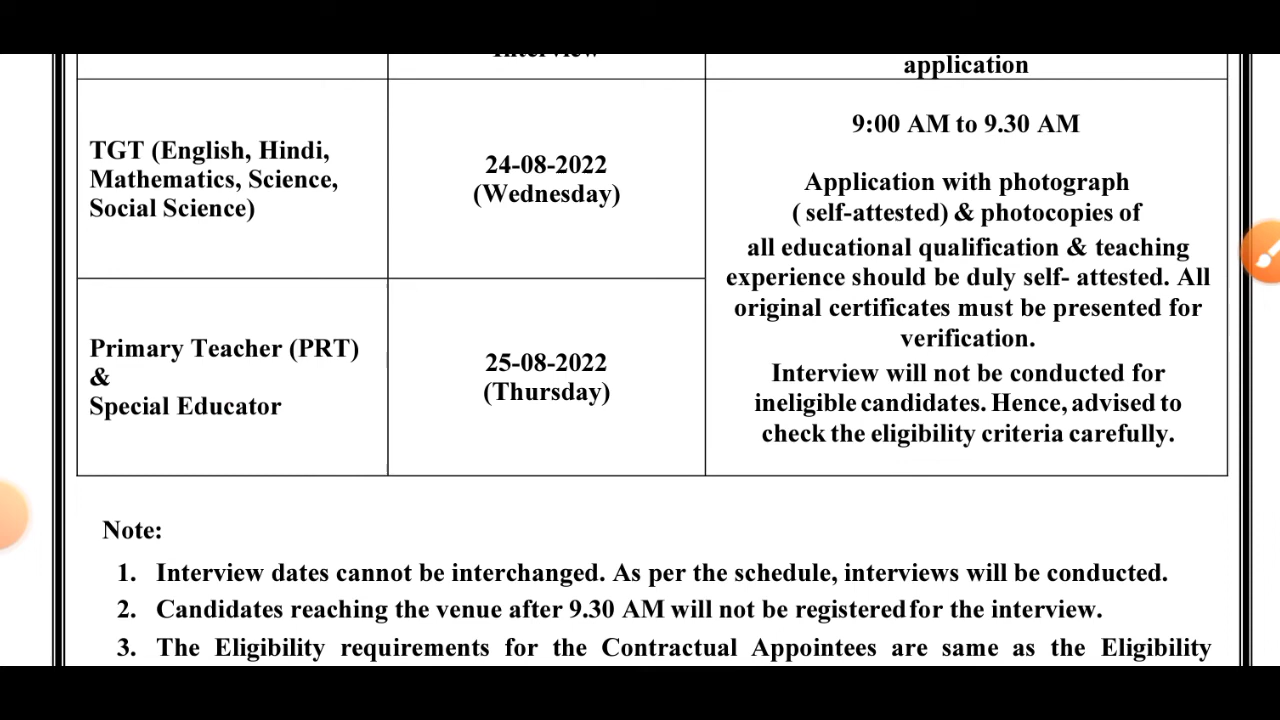 Interview
application
TGT (English, Hindi,
Mathematics, Science,
Social Science)
24-08-2022
(Wednesday)
9:00 AM to 9.30 AM
Application with photograph
( self-attested) & photocopies of
all educational qualification & teaching
experience should be duly self- attested. All
original certificates must be presented for
verification.
Interview will not be conducted for
ineligible candidates. Hence, advised to
check the eligibility criteria carefully.
Primary Teacher (PRT)
&
Special Educator
25-08-2022
(Thursday)
Note:
1. Interview dates cannot be interchanged. As per the schedule, interviews will be conducted.
2. Candidates reaching the venue after 9.30 AM will not be registered for the interview.
3. The Eligibility requirements for the Contractual Appointees are same as the Eligibility